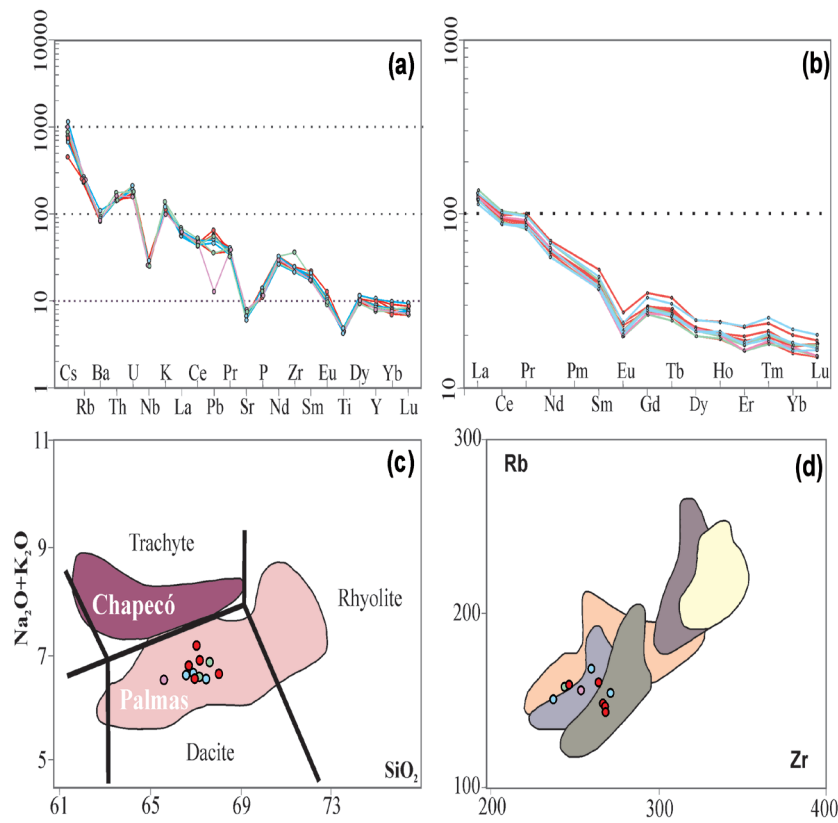 (a)
10000
1000
100
10
1
Cs Ba U K Ce Pr P Zr Eu Dy Yb
Rb Th Nb La Pb Sr Nd Sm Ti Y Lu
(b)
1000
100
10
La Pr Pm Eu Tb Ho Tm Lu
Ce Nd Sm Gd Dy Er Yb
(c)
11
9
7
5
Na₂O+K₂O
Trachyte
Chapecó
Rhyolite
Palmas
Dacite
SiO₂
61 65 69 73
(d)
300
Rb
200
100
Zr
200 300 400